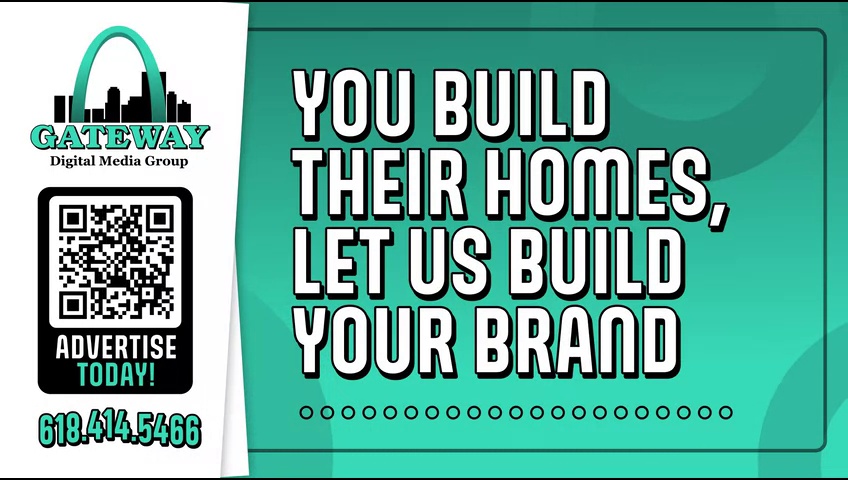 GATEWAY
Digital Media Group
ADVERTISE
TODAY!
618.414.5466
YOU BUILD
THEIR HOMES,
LET US BUILD
YOUR BRAND